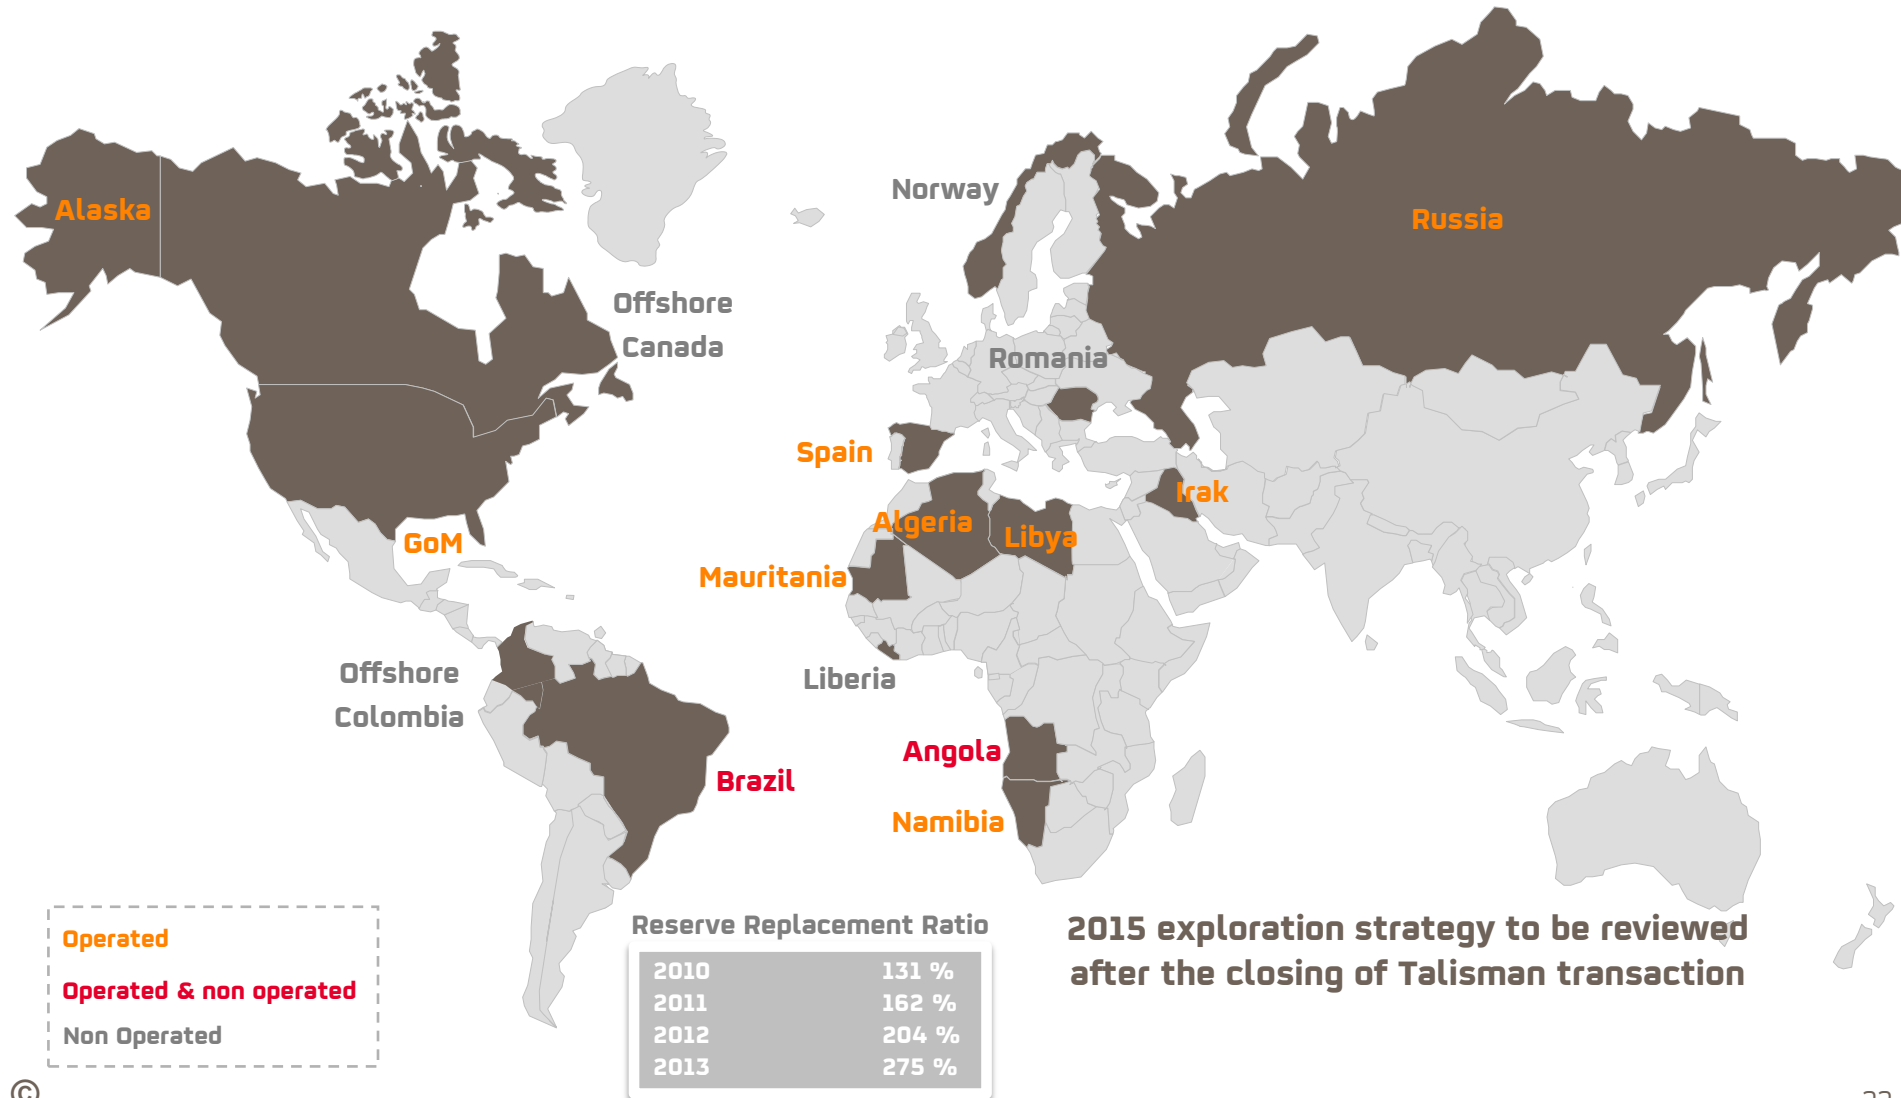 Alaska
Norway
Russia
Offshore
Canada
Romania
Spain
Irak
Algeria
Libya
GoM
Mauritania
Offshore
Colombia
Liberia
Angola
Brazil
Namibia
Operated
Operated & non operated
Non Operated
Reserve Replacement Ratio
2010 131 %
2011 162 %
2012 204 %
2013 275 %
2015 exploration strategy to be reviewed
after the closing of Talisman transaction
©